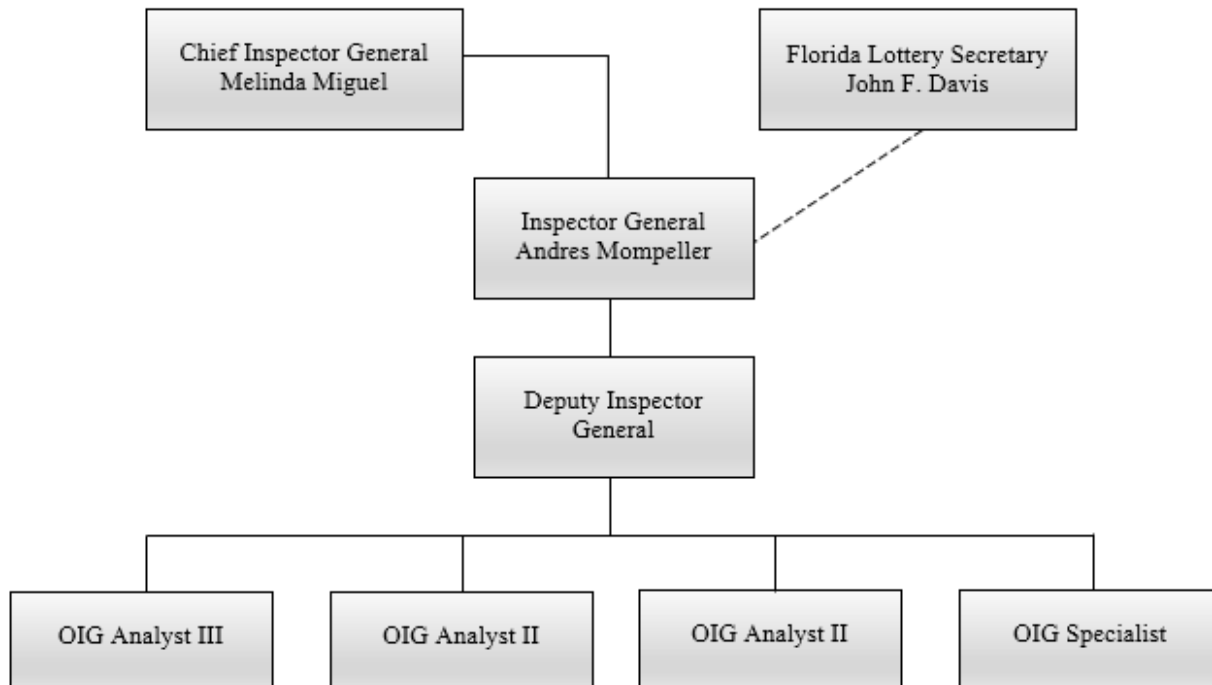 Chief Inspector General
Melinda Miguel
Florida Lottery Secretary
John F. Davis
Inspector General
Andres Mompeller
Deputy Inspector
General
OIG Analyst III
OIG Analyst II
OIG Analyst II
OIG Specialist